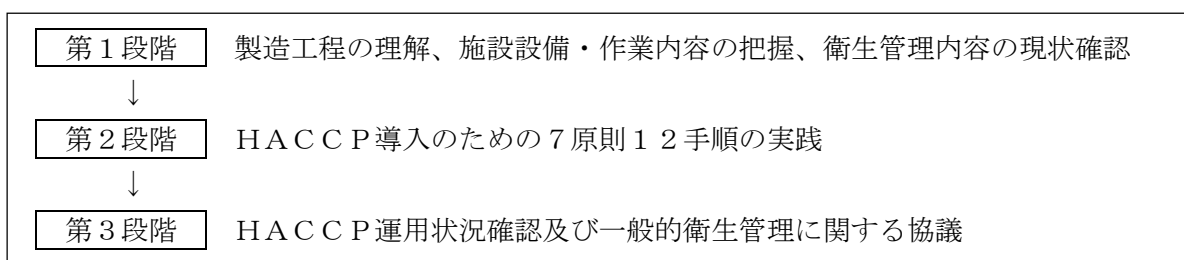 第１段階 製造工程の理解、施設設備・作業内容の把握、衛生管理内容の現状確認
↓
第２段階 ＨＡＣＣＰ導入のための７原則１２手順の実践
↓
第３段階 ＨＡＣＣＰ運用状況確認及び一般的衛生管理に関する協議